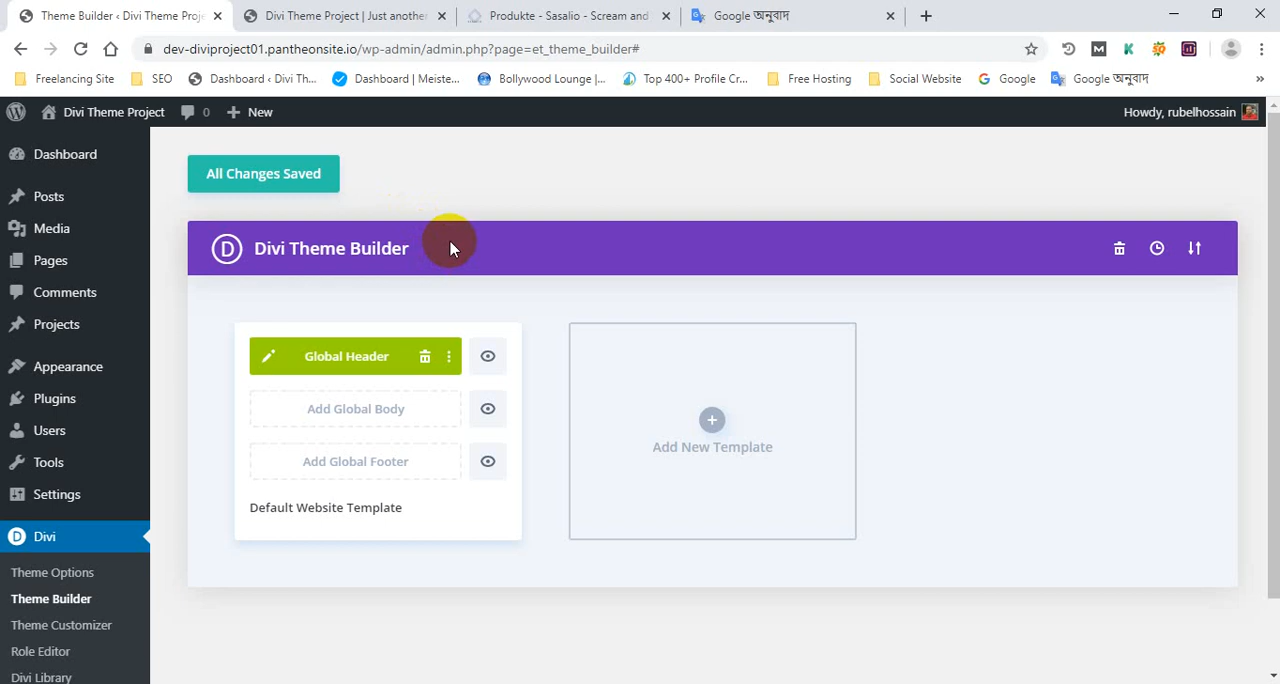 Theme Builder ‹ Divi Theme Proje
Divi Theme Project | Just another
Produkte - Sasalio - Scream and
Google অনুবাদ
dev-diviproject01.pantheonsite.io/wp-admin/admin.php?page=et_theme_builder#
Freelancing Site
SEO
Dashboard ‹ Divi Th...
Dashboard | Meiste...
Bollywood Lounge |...
Top 400+ Profile Cr...
Free Hosting
Social Website
Google
Google অনুবাদ
»
Divi Theme Project
0
New
Howdy, rubelhossain
Dashboard
Posts
Media
Pages
Comments
Projects
Appearance
Plugins
Users
Tools
Settings
Divi
Theme Options
Theme Builder
Theme Customizer
Role Editor
Divi Library
All Changes Saved
D Divi Theme Builder
Global Header
Add Global Body
Add Global Footer
Default Website Template
Add New Template